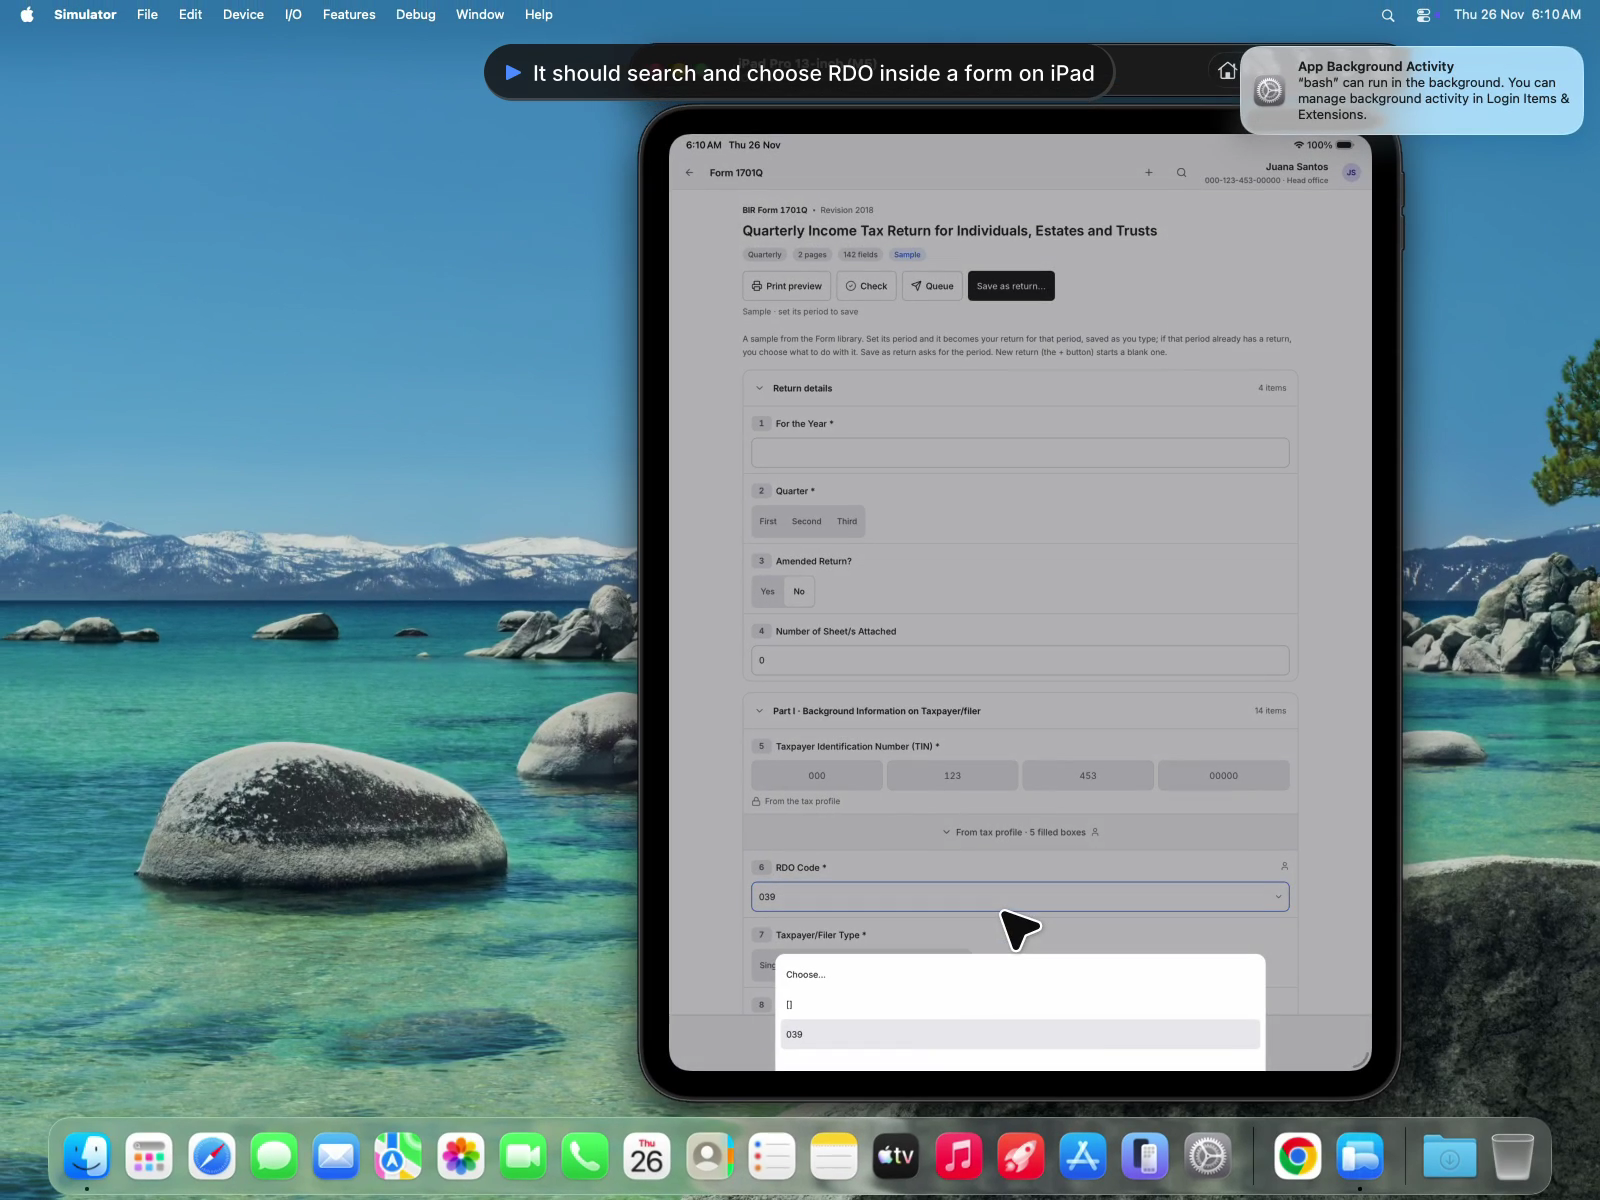 Simulator File Edit Device I/O Features Debug Window Help
Thu 26 Nov 6:10 AM
It should search and choose RDO inside a form on iPad
App Background Activity
“bash” can run in the background. You can
manage background activity in Login Items &
Extensions.
6:10 AM Thu 26 Nov
100%
Form 1701Q
Juana Santos
000-123-453-00000 · Head office
JS
BIR Form 1701Q • Revision 2018
Quarterly Income Tax Return for Individuals, Estates and Trusts
Quarterly 2 pages 142 fields Sample
Print preview Check Queue Save as return...
Sample · set its period to save
A sample from the Form library. Set its period and it becomes your return for that period, saved as you type; if that period already has a return,
you choose what to do with it. Save as return asks for the period. New return (the + button) starts a blank one.
Return details 4 items
1 For the Year *
2 Quarter *
First Second Third
3 Amended Return?
Yes No
4 Number of Sheet/s Attached
0
Part I · Background Information on Taxpayer/filer 14 items
5 Taxpayer Identification Number (TIN) *
000 123 453 00000
From the tax profile
From tax profile · 5 filled boxes
6 RDO Code *
039
7 Taxpayer/Filer Type *
Sing
8
Choose...
[]
039
Thu
26
tv